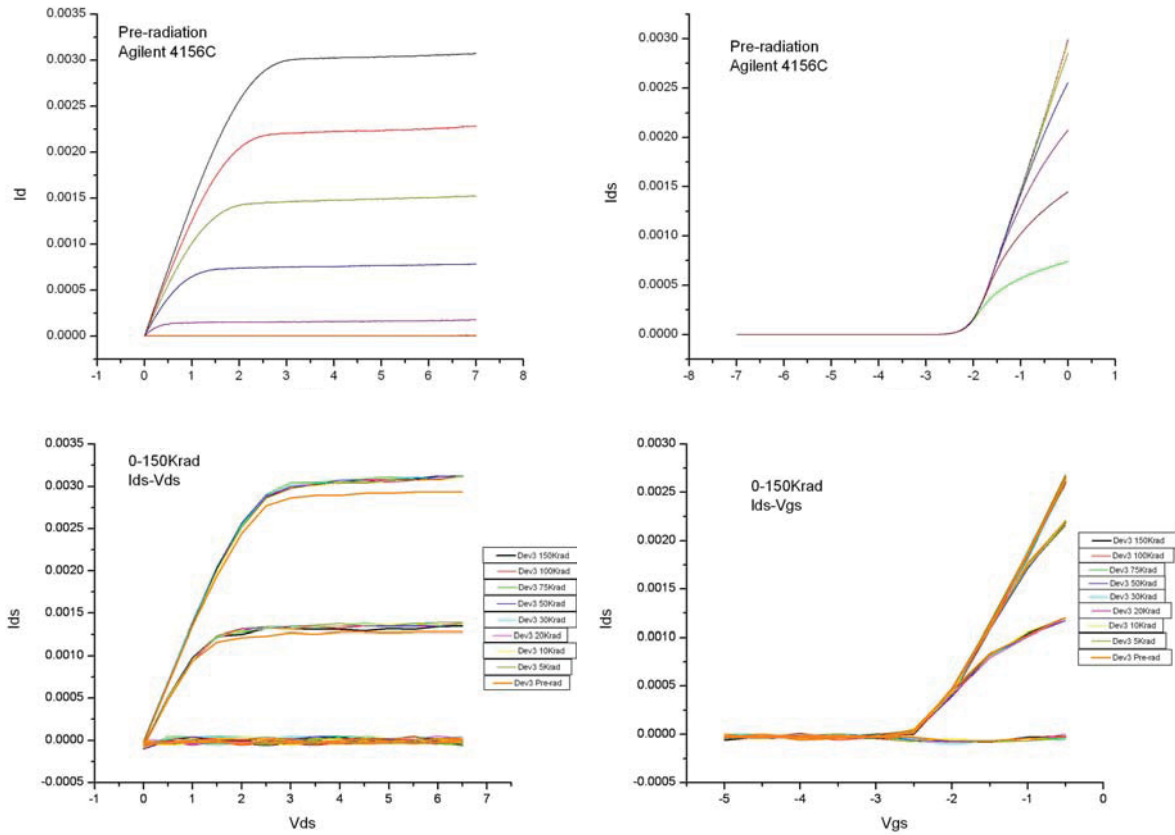 0.0035
0.0030
0.0025
0.0020
0.0015
0.0010
0.0005
0.0000
Id
Pre-radiation
Agilent 4156C
-1 0 1 2 3 4 5 6 7 8
0.0030
0.0025
0.0020
0.0015
0.0010
0.0005
0.0000
Ids
Pre-radiation
Agilent 4156C
-8 -7 -6 -5 -4 -3 -2 -1 0 1
0.0035
0.0030
0.0025
0.0020
0.0015
0.0010
0.0005
0.0000
-0.0005
Ids
0-150Krad
Ids-Vds
Dev3 150Krad
Dev3 100Krad
Dev3 75Krad
Dev3 50Krad
Dev3 30Krad
Dev3 20Krad
Dev3 10Krad
Dev3 5Krad
Dev3 Pre-rad
-1 0 1 2 3 4 5 6 7
Vds
0.0030
0.0025
0.0020
0.0015
0.0010
0.0005
0.0000
-0.0005
Ids
0-150Krad
Ids-Vgs
Dev3 150Krad
Dev3 100Krad
Dev3 75Krad
Dev3 50Krad
Dev3 30Krad
Dev3 20Krad
Dev3 10Krad
Dev3 5Krad
Dev3 Pre-rad
-5 -4 -3 -2 -1 0
Vgs